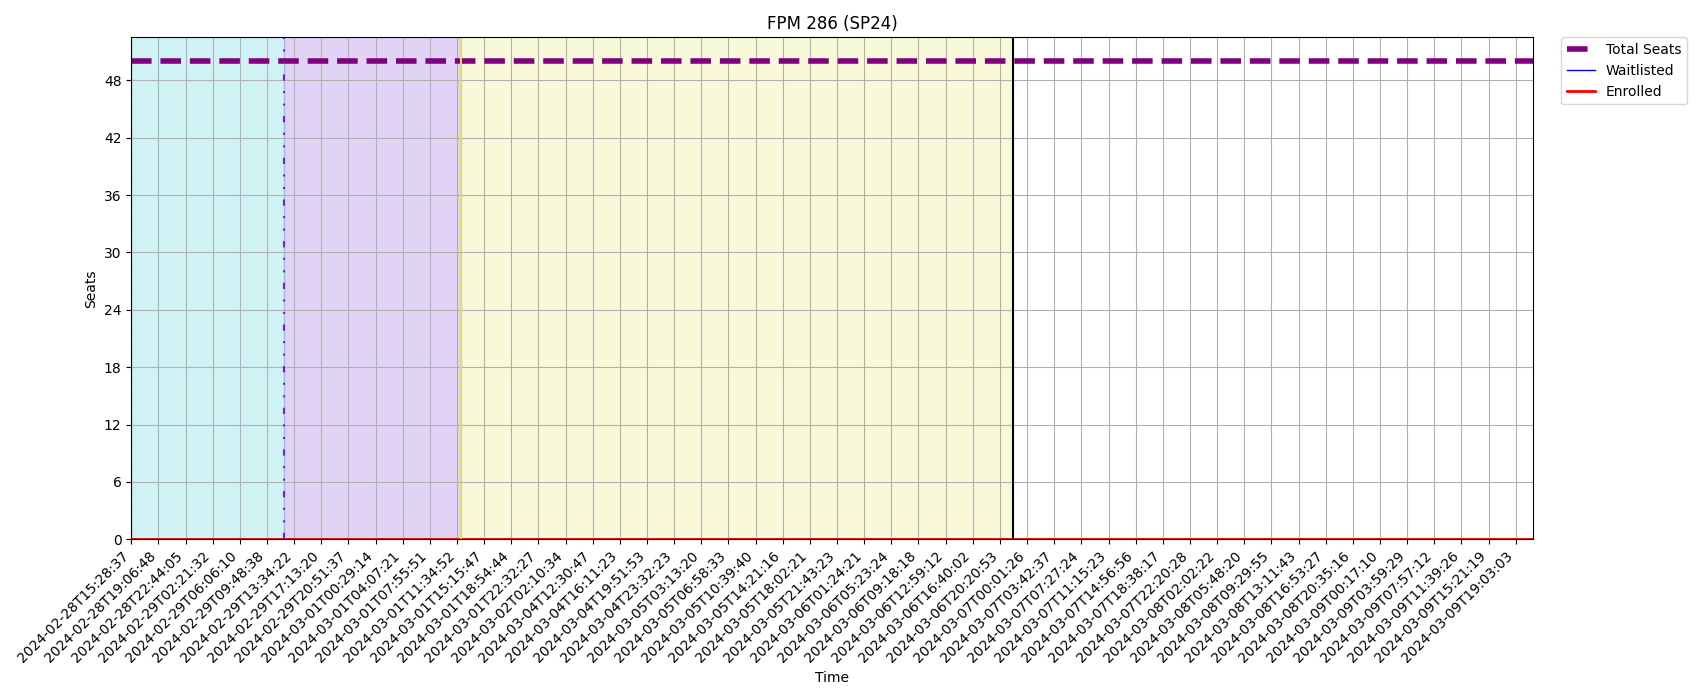 FPM 286 (SP24)
Total Seats
Waitlisted
Enrolled
Seats
48
42
36
30
24
18
12
6
0
2024-02-28T15:28:37
2024-02-28T19:06:48
2024-02-28T22:44:05
2024-02-29T02:21:32
2024-02-29T06:06:10
2024-02-29T09:48:38
2024-02-29T13:34:22
2024-02-29T17:13:20
2024-02-29T20:51:37
2024-03-01T00:29:14
2024-03-01T04:07:21
2024-03-01T07:55:51
2024-03-01T11:34:52
2024-03-01T15:15:47
2024-03-01T18:54:44
2024-03-01T22:32:27
2024-03-02T02:10:34
2024-03-04T12:30:47
2024-03-04T16:11:23
2024-03-04T19:51:53
2024-03-04T23:32:23
2024-03-05T03:13:20
2024-03-05T06:58:33
2024-03-05T10:39:40
2024-03-05T14:21:16
2024-03-05T18:02:21
2024-03-05T21:43:23
2024-03-06T01:24:21
2024-03-06T05:23:24
2024-03-06T09:18:18
2024-03-06T12:59:12
2024-03-06T16:40:02
2024-03-06T20:20:53
2024-03-07T00:01:26
2024-03-07T03:42:37
2024-03-07T07:27:24
2024-03-07T11:15:23
2024-03-07T14:56:56
2024-03-07T18:38:17
2024-03-07T22:20:28
2024-03-08T02:02:22
2024-03-08T05:48:20
2024-03-08T09:29:55
2024-03-08T13:11:43
2024-03-08T16:53:27
2024-03-08T20:35:16
2024-03-09T00:17:10
2024-03-09T03:59:29
2024-03-09T07:57:12
2024-03-09T11:39:26
2024-03-09T15:21:19
2024-03-09T19:03:03
Time